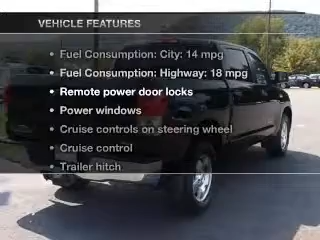 VEHICLE FEATURES
• Fuel Consumption: City: 14 mpg
• Fuel Consumption: Highway: 18 mpg
• Remote power door locks
• Power windows
• Cruise controls on steering wheel
• Cruise control
• Trailer hitch